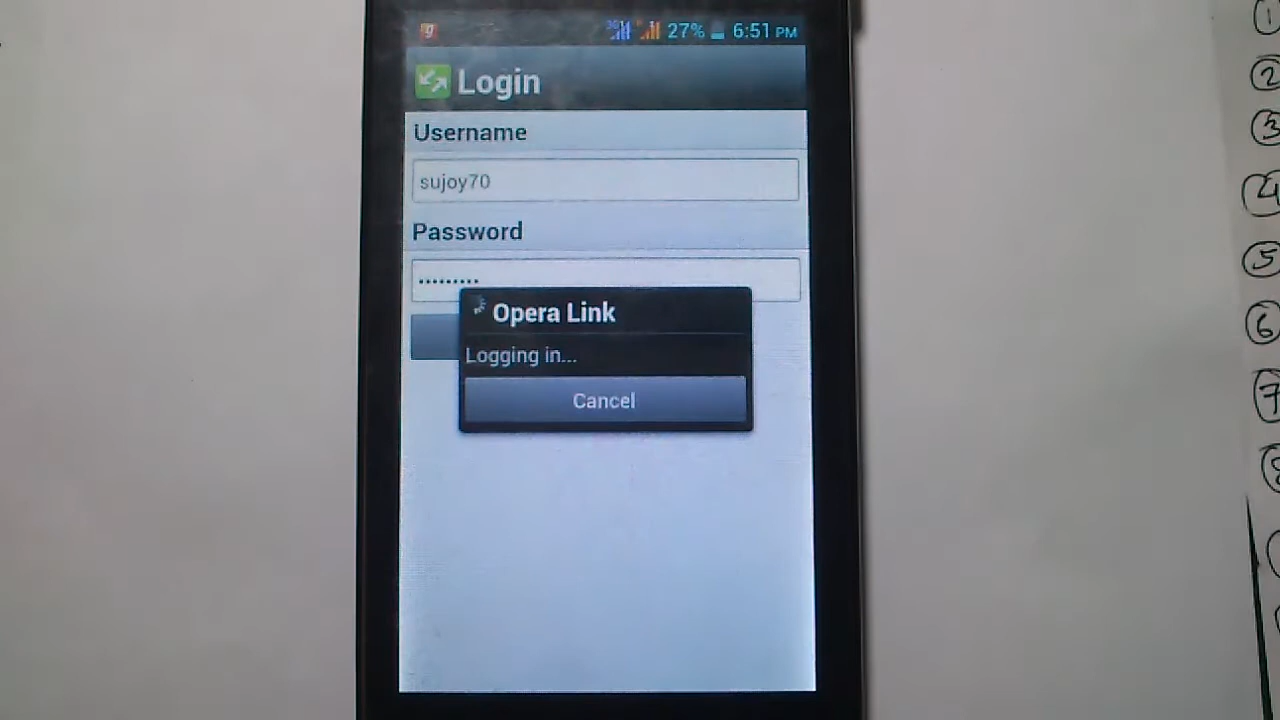 27% 6:51 PM
Login
Username
sujoy70
Password
•••••••••
Opera Link
Logging in...
Cancel
1
2
3
4
5
6
7
8